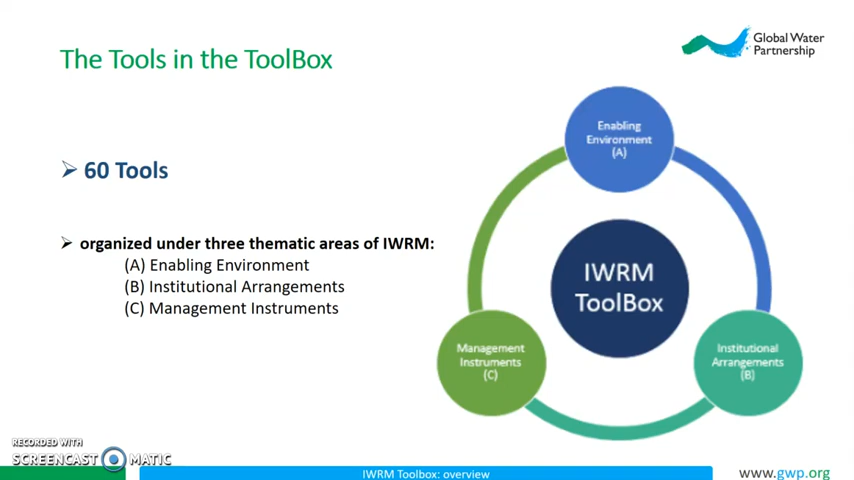 The Tools in the ToolBox
Global Water
Partnership
60 Tools
organized under three thematic areas of IWRM:
(A) Enabling Environment
(B) Institutional Arrangements
(C) Management Instruments
Enabling
Environment
(A)
IWRM
ToolBox
Management
Instruments
(C)
Institutional
Arrangements
(B)
RECORDED WITH
SCREENCAST MATIC
IWRM Toolbox: overview
www.gwp.org